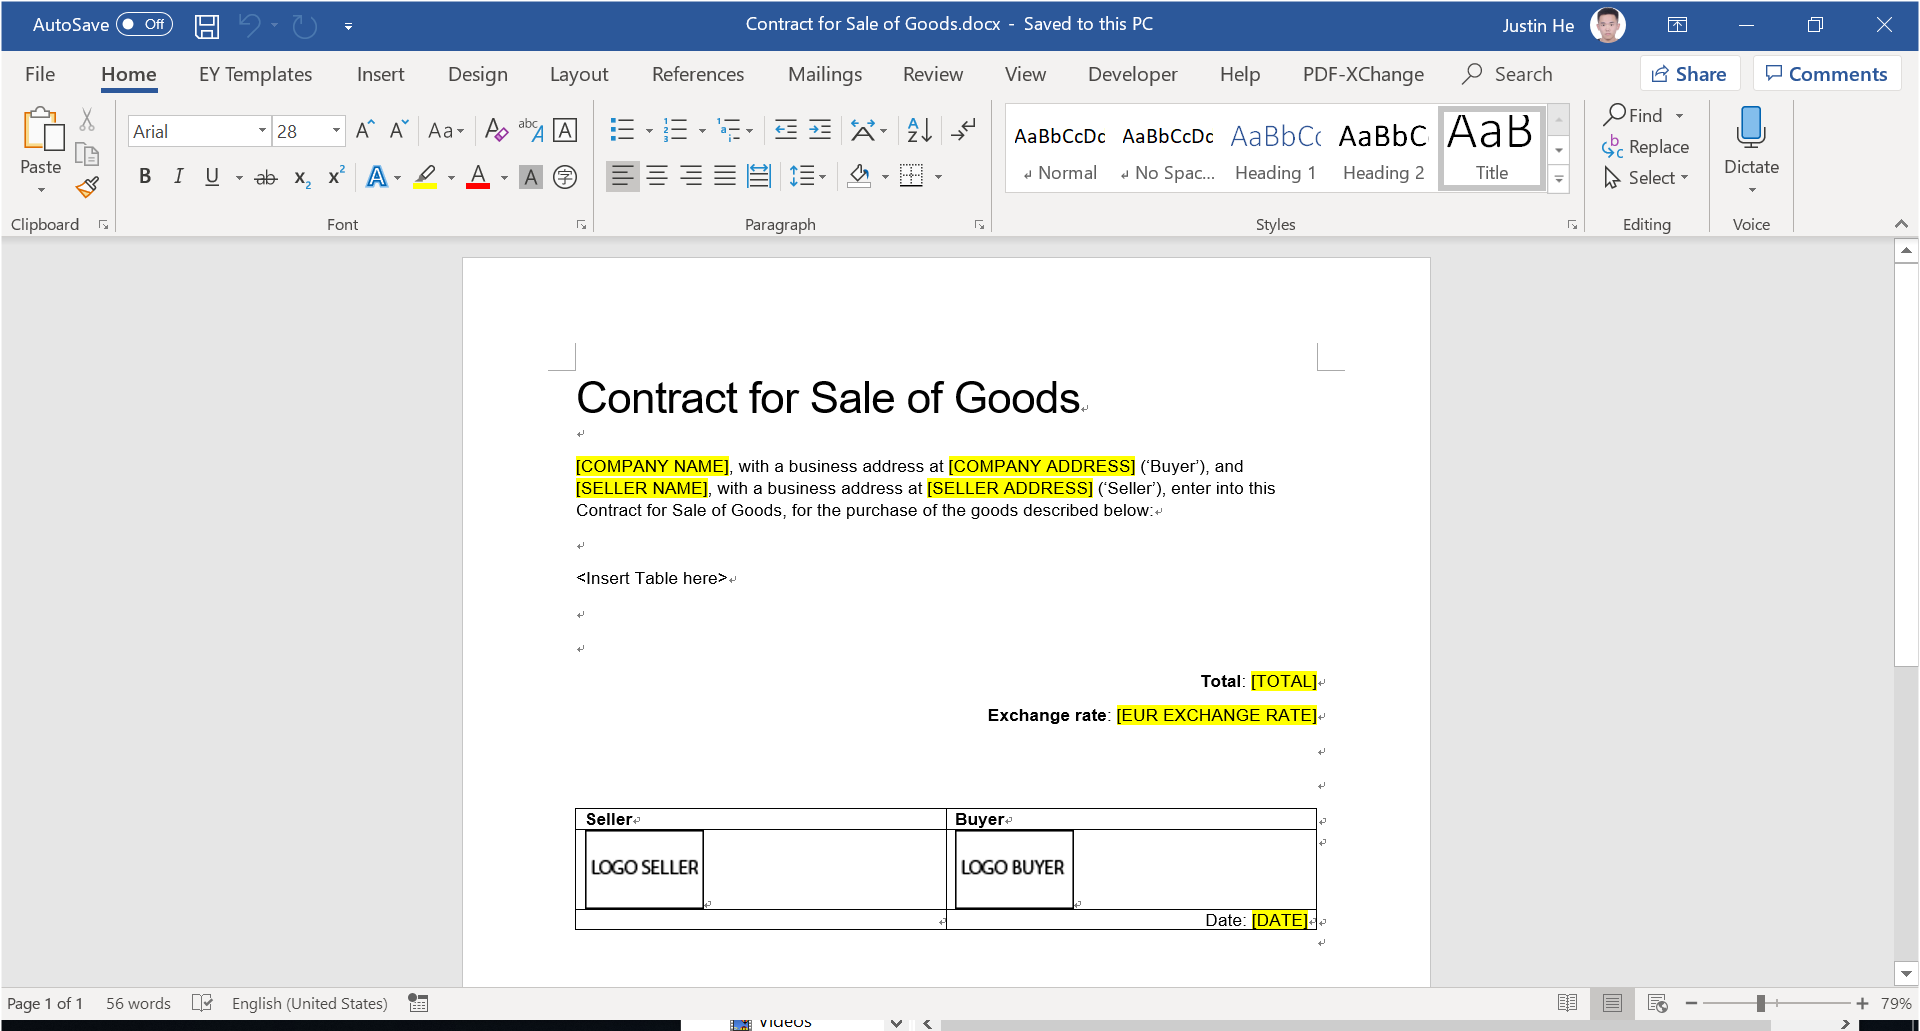 AutoSave Off
Contract for Sale of Goods.docx - Saved to this PC
Justin He
File Home EY Templates Insert Design Layout References Mailings Review View Developer Help PDF-XChange Search Share Comments
Paste
Clipboard
Arial 28 Aa abc A A
B I U ab x2 x2 A A A 字
Font
Paragraph
AaBbCcDc AaBbCcDc AaBbCc AaBbC AaB
Normal No Spac... Heading 1 Heading 2 Title
Styles
Find
Replace
Select
Editing
Dictate
Voice
Contract for Sale of Goods
[COMPANY NAME], with a business address at [COMPANY ADDRESS] (‘Buyer’), and
[SELLER NAME], with a business address at [SELLER ADDRESS] (‘Seller’), enter into this
Contract for Sale of Goods, for the purchase of the goods described below:
<Insert Table here>
Total: [TOTAL]
Exchange rate: [EUR EXCHANGE RATE]
Seller Buyer
LOGO SELLER LOGO BUYER
Date: [DATE]
Page 1 of 1 56 words English (United States) 79%
Videos